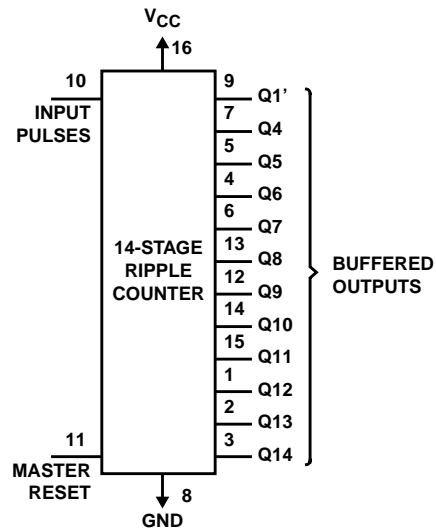 VCC
16
10
INPUT
PULSES
9
Q1’
7
Q4
5
Q5
4
Q6
6
Q7
13
Q8
12
Q9
14
Q10
15
Q11
1
Q12
2
Q13
3
Q14
14-STAGE
RIPPLE
COUNTER
BUFFERED
OUTPUTS
11
MASTER
RESET
8
GND